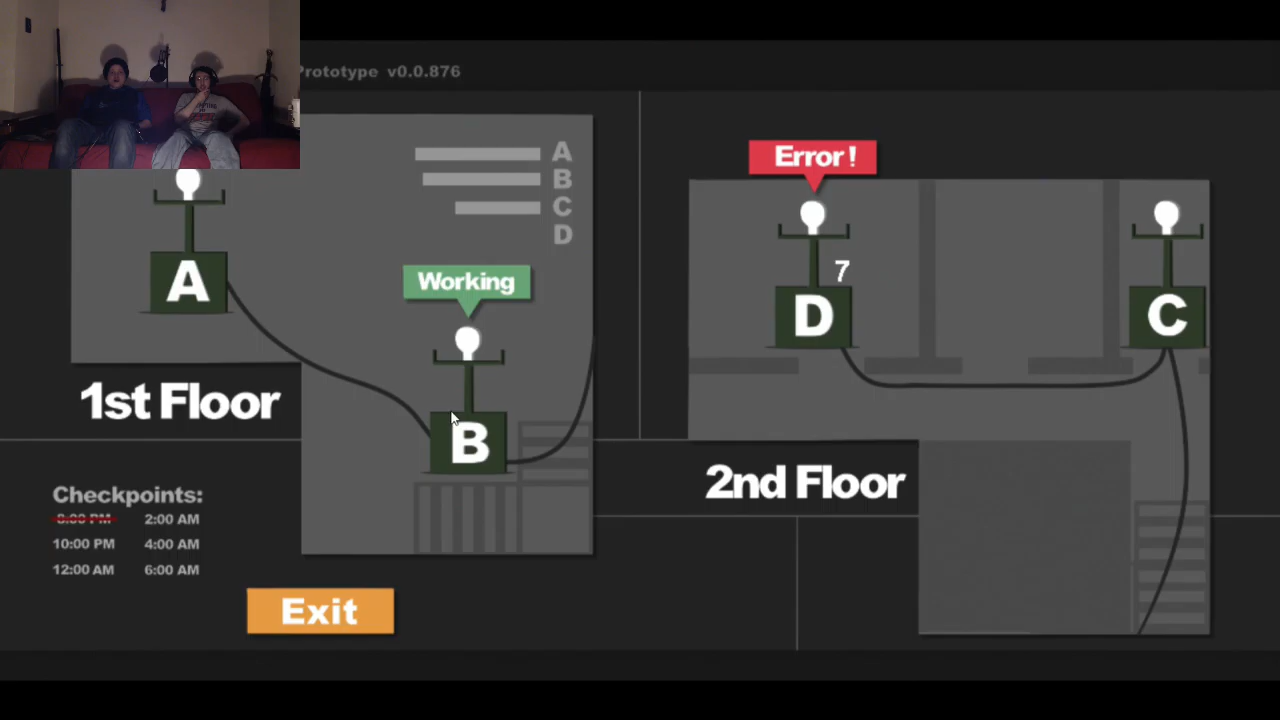 Prototype v0.0.876
A
B
C
D
Error !
A
Working
7
D
C
B
1st Floor
2nd Floor
Checkpoints:
8:00 PM 2:00 AM
10:00 PM 4:00 AM
12:00 AM 6:00 AM
Exit